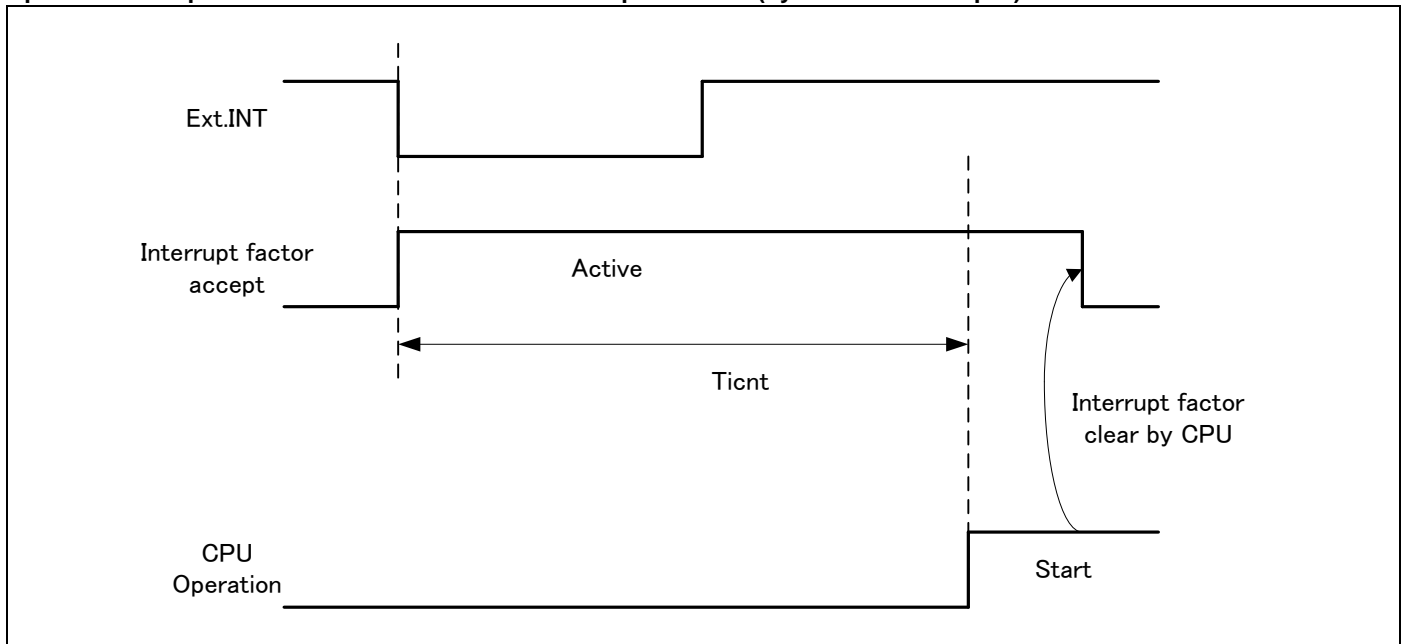 Ext.INT
Interrupt factor
accept
Active
Ticnt
Interrupt factor
clear by CPU
CPU
Operation
Start